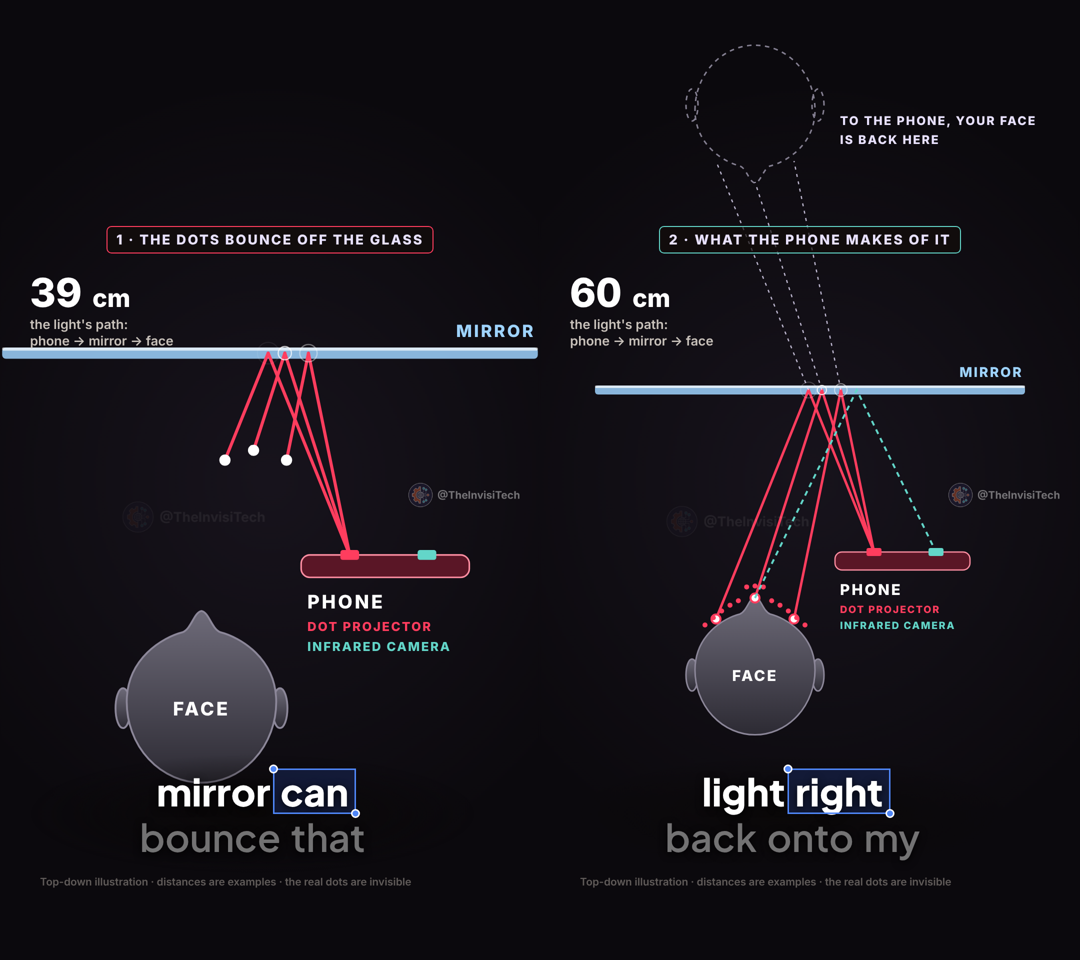 1 · THE DOTS BOUNCE OFF THE GLASS
39 cm
the light's path:
phone → mirror → face
MIRROR
@TheInvisiTech
@TheInvisiTech
PHONE
DOT PROJECTOR
INFRARED CAMERA
FACE
mirror can
bounce that
Top-down illustration · distances are examples · the real dots are invisible
TO THE PHONE, YOUR FACE
IS BACK HERE
2 · WHAT THE PHONE MAKES OF IT
60 cm
the light's path:
phone → mirror → face
MIRROR
@TheInvisiTech
@TheInvisiTech
PHONE
DOT PROJECTOR
INFRARED CAMERA
FACE
light right
back onto my
Top-down illustration · distances are examples · the real dots are invisible